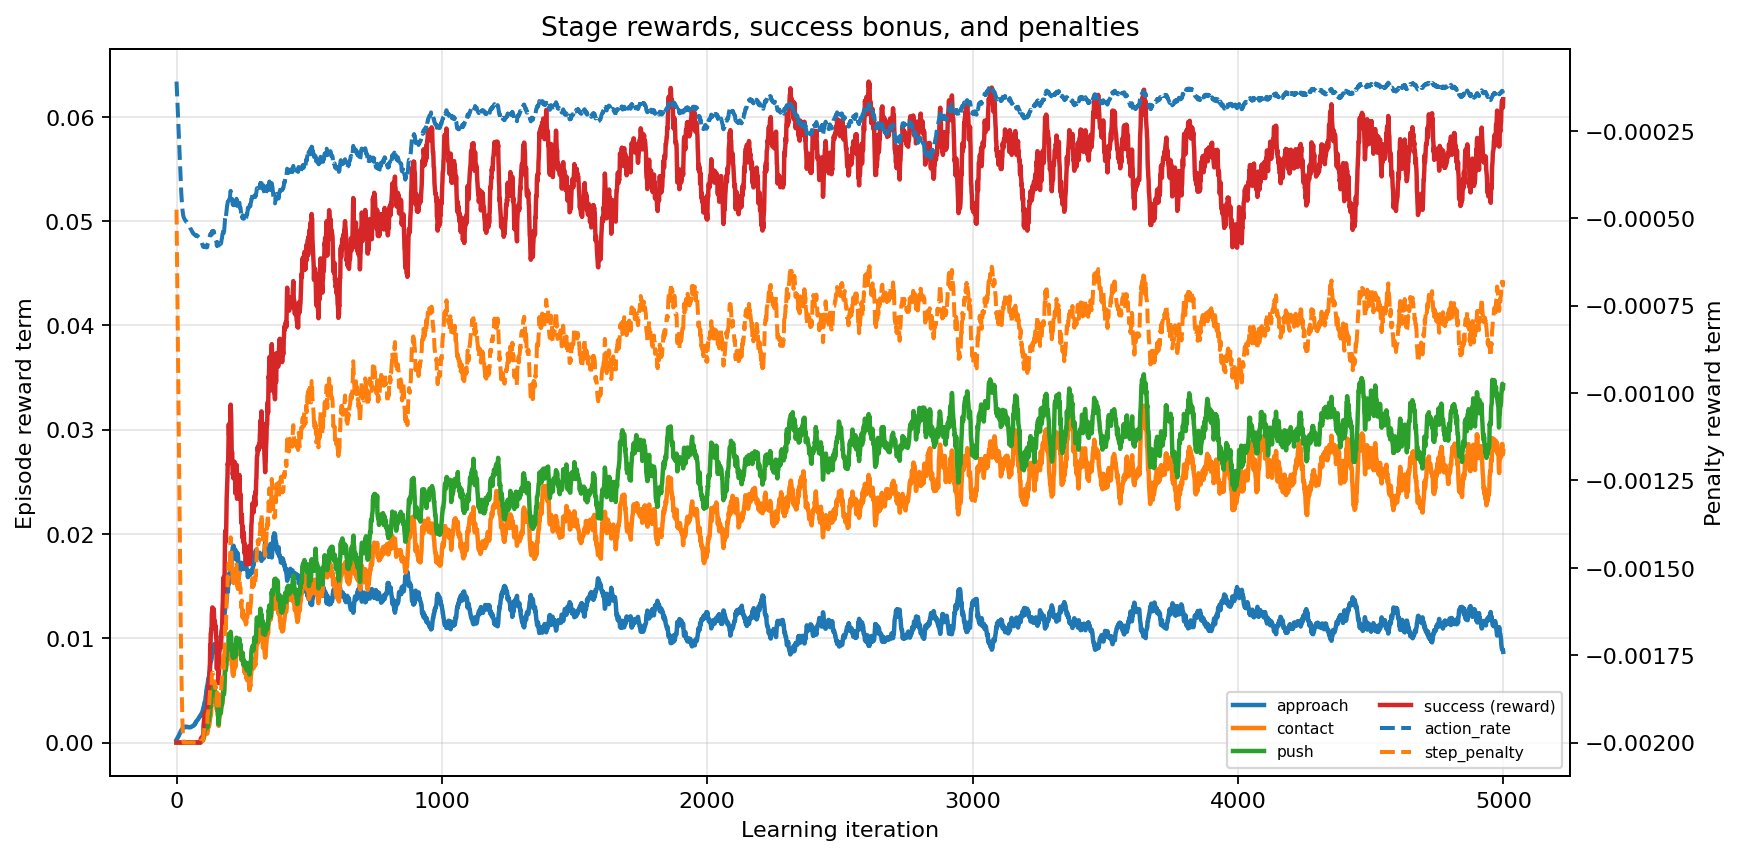 Stage rewards, success bonus, and penalties
Episode reward term
0.06
0.05
0.04
0.03
0.02
0.01
0.00
−0.00025
−0.00050
−0.00075
−0.00100
−0.00125
−0.00150
−0.00175
−0.00200
Penalty reward term
approach
contact
push
success (reward)
action_rate
step_penalty
0 1000 2000 3000 4000 5000
Learning iteration